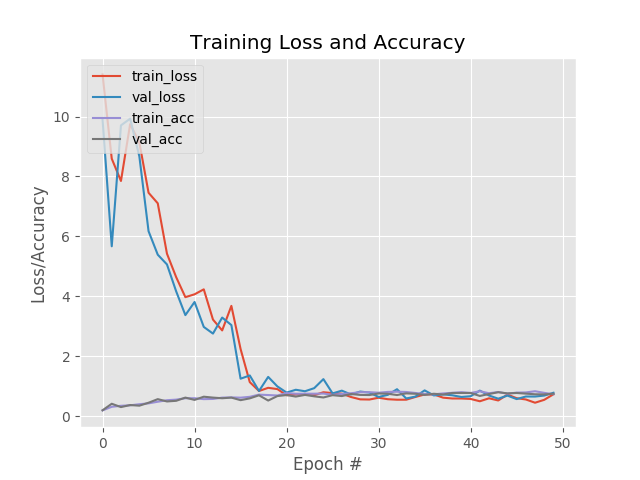 Training Loss and Accuracy
train_loss
val_loss
train_acc
val_acc
Loss/Accuracy
10
8
6
4
2
0
0 10 20 30 40 50
Epoch #